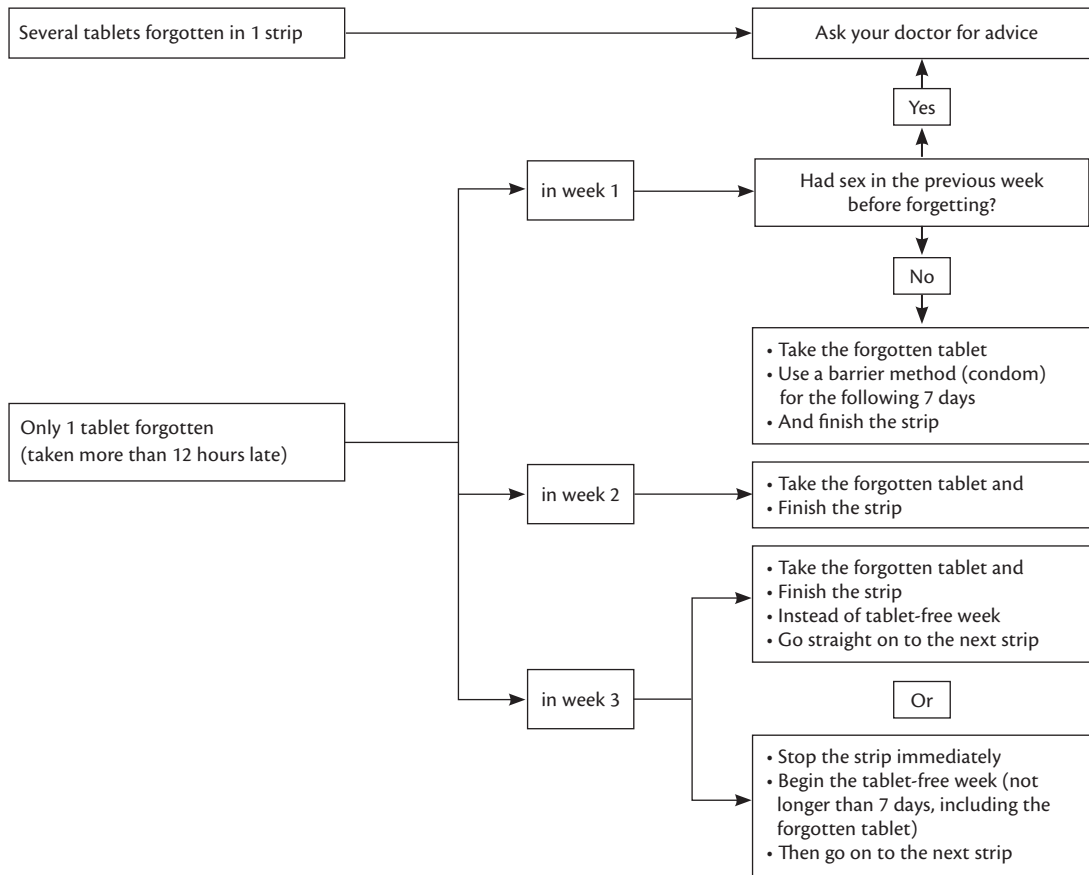 Several tablets forgotten in 1 strip
Ask your doctor for advice
Yes
in week 1
Had sex in the previous week
before forgetting?
No
• Take the forgotten tablet
• Use a barrier method (condom)
for the following 7 days
• And finish the strip
Only 1 tablet forgotten
(taken more than 12 hours late)
in week 2
• Take the forgotten tablet and
• Finish the strip
• Take the forgotten tablet and
• Finish the strip
• Instead of tablet-free week
• Go straight on to the next strip
in week 3
Or
• Stop the strip immediately
• Begin the tablet-free week (not
longer than 7 days, including the
forgotten tablet)
• Then go on to the next strip